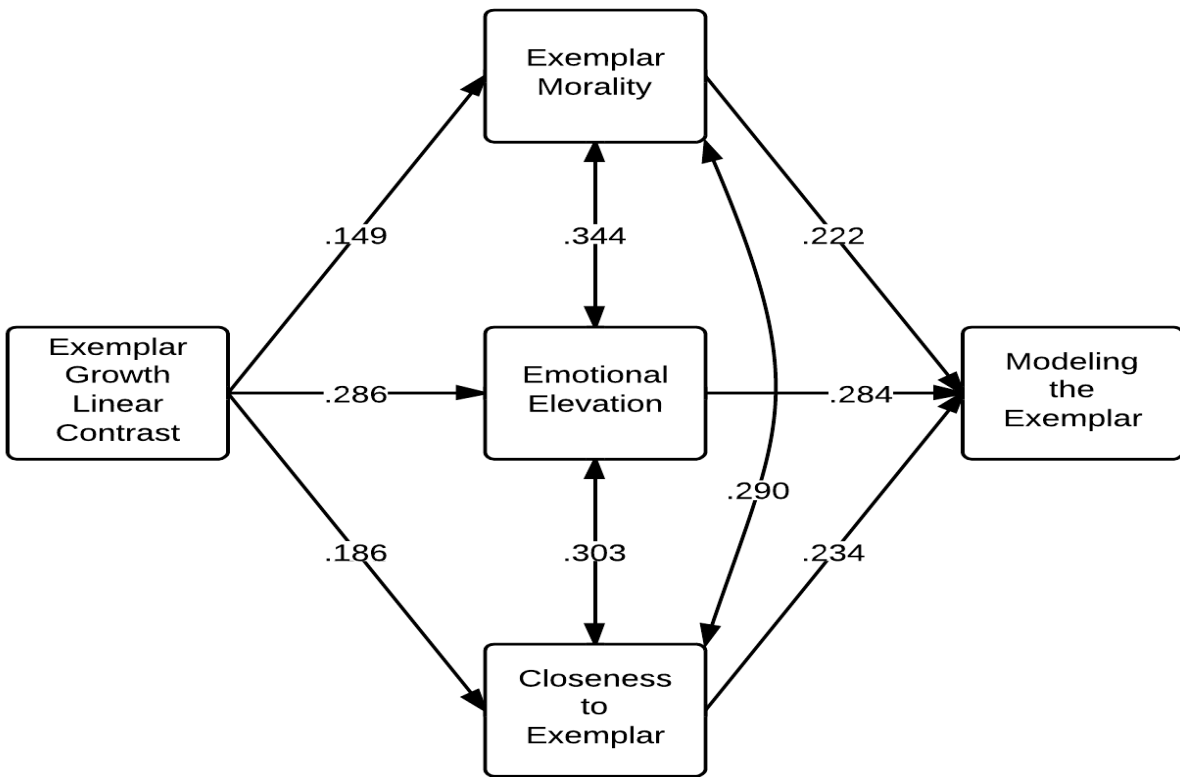 Exemplar
Morality
.149
.344
.222
Exemplar
Growth
Linear
Contrast
.286
Emotional
Elevation
.284
Modeling
the
Exemplar
.290
.186
.303
.234
Closeness
to
Exemplar